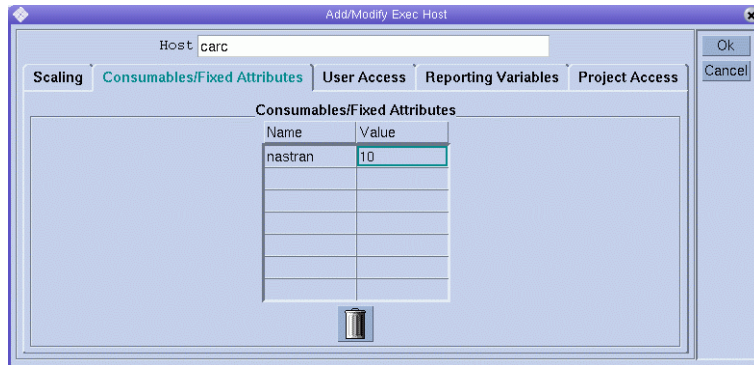 Add/Modify Exec Host
Host carc
Ok
Cancel
Scaling Consumables/Fixed Attributes User Access Reporting Variables Project Access
Consumables/Fixed Attributes
Name Value
nastran 10